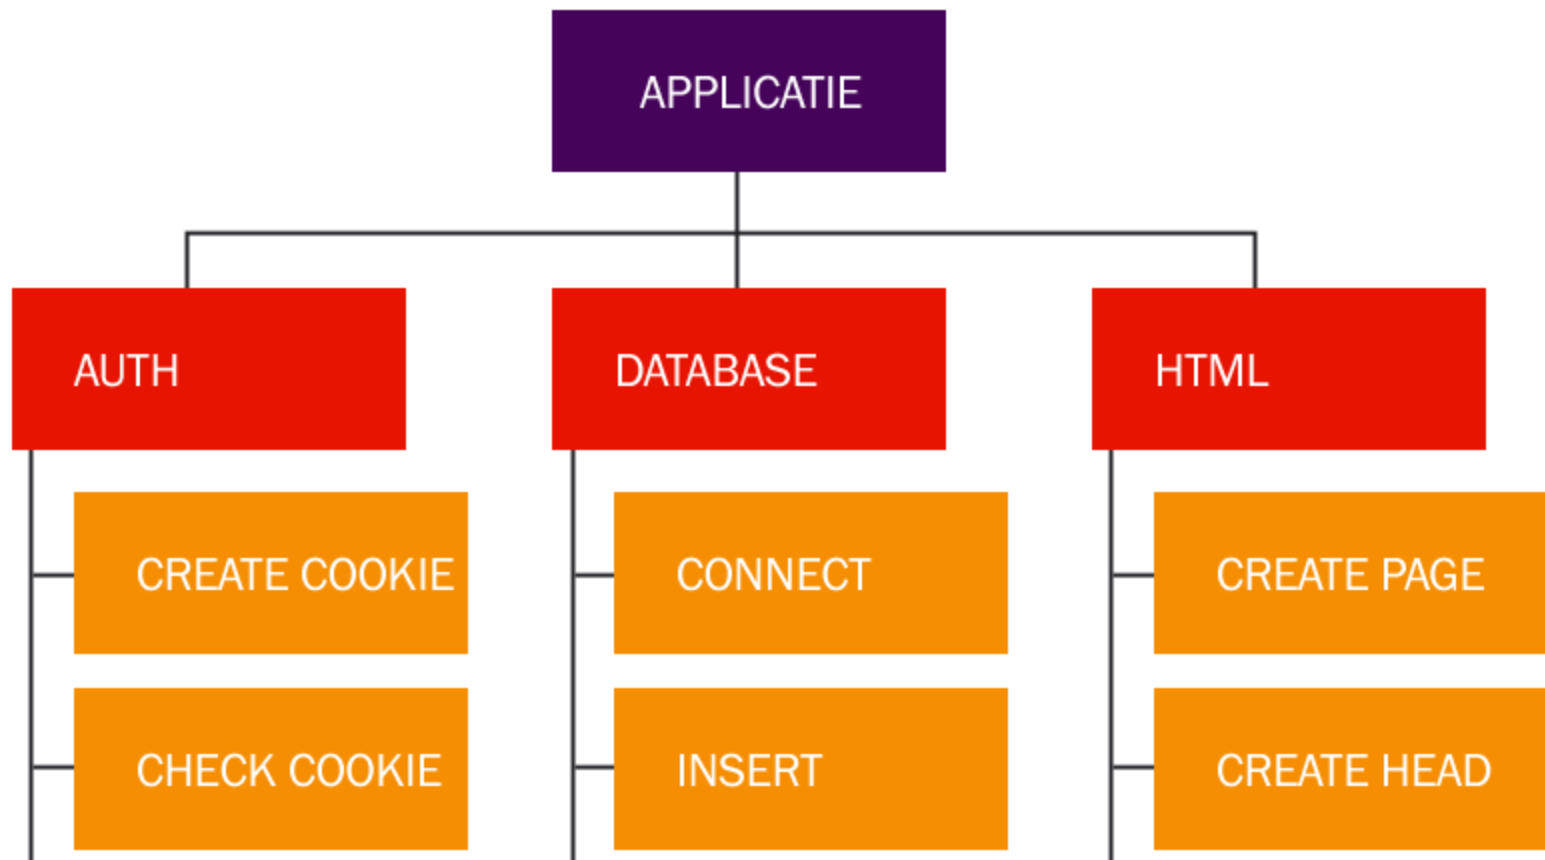 APPLICATIE
AUTH
DATABASE
HTML
CREATE COOKIE
CONNECT
CREATE PAGE
CHECK COOKIE
INSERT
CREATE HEAD